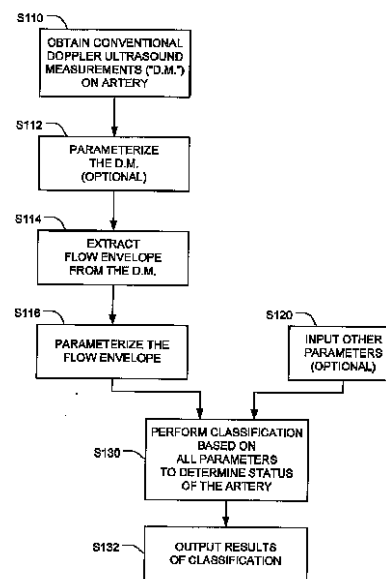 S110
OBTAIN CONVENTIONAL
DOPPLER ULTRASOUND
MEASUREMENTS ("D.M.")
ON ARTERY
S112
PARAMETERIZE
THE D.M.
(OPTIONAL)
S114
EXTRACT
FLOW ENVELOPE
FROM THE D.M.
S116
PARAMETERIZE THE
FLOW ENVELOPE
S120
INPUT OTHER
PARAMETERS
(OPTIONAL)
S130
PERFORM CLASSIFICATION
BASED ON
ALL PARAMETERS
TO DETERMINE STATUS
OF THE ARTERY
S132
OUTPUT RESULTS
OF CLASSIFICATION